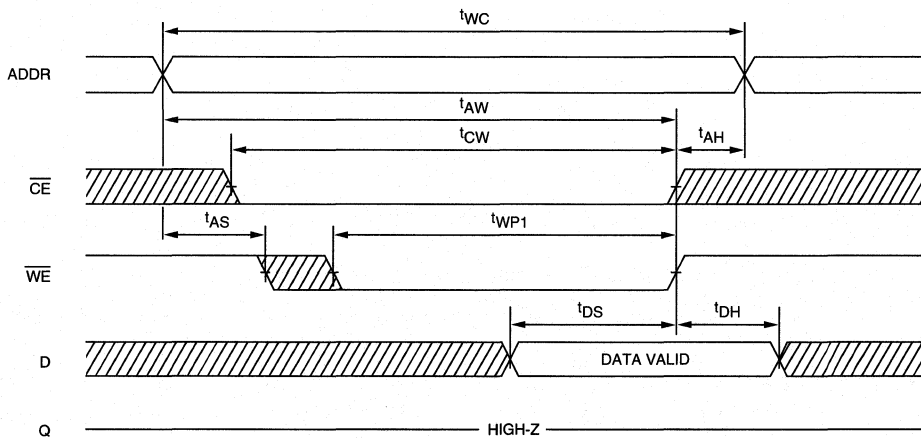 tWC
ADDR
tAW
tCW
tAH
CE
tAS
tWP1
WE
tDS
tDH
D
DATA VALID
Q
HIGH-Z